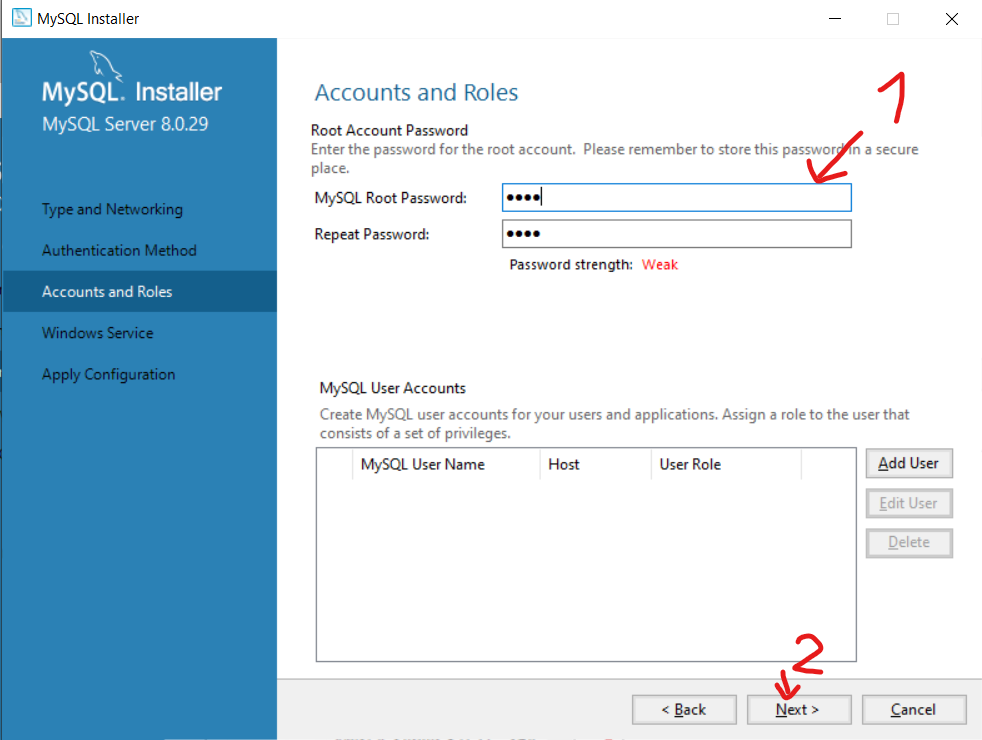 MySQL Installer
MySQL. Installer
MySQL Server 8.0.29
Type and Networking
Authentication Method
Accounts and Roles
Windows Service
Apply Configuration
Accounts and Roles
1
Root Account Password
Enter the password for the root account. Please remember to store this password in a secure
place.
MySQL Root Password: ••••
Repeat Password: ••••
Password strength: Weak
MySQL User Accounts
Create MySQL user accounts for your users and applications. Assign a role to the user that
consists of a set of privileges.
MySQL User Name Host User Role
Add User
Edit User
Delete
2
< Back Next > Cancel